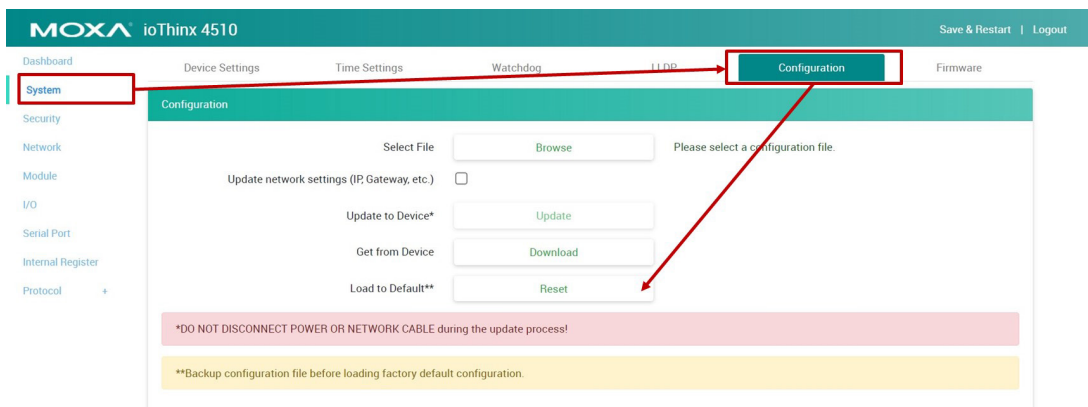 MOXA ioThinx 4510 Save & Restart | Logout
Dashboard
System
Security
Network
Module
I/O
Serial Port
Internal Register
Protocol +
Device Settings Time Settings Watchdog LLDP Configuration Firmware
Configuration
Select File Browse Please select a configuration file.
Update network settings (IP, Gateway, etc.)
Update to Device* Update
Get from Device Download
Load to Default** Reset
*DO NOT DISCONNECT POWER OR NETWORK CABLE during the update process!
**Backup configuration file before loading factory default configuration.